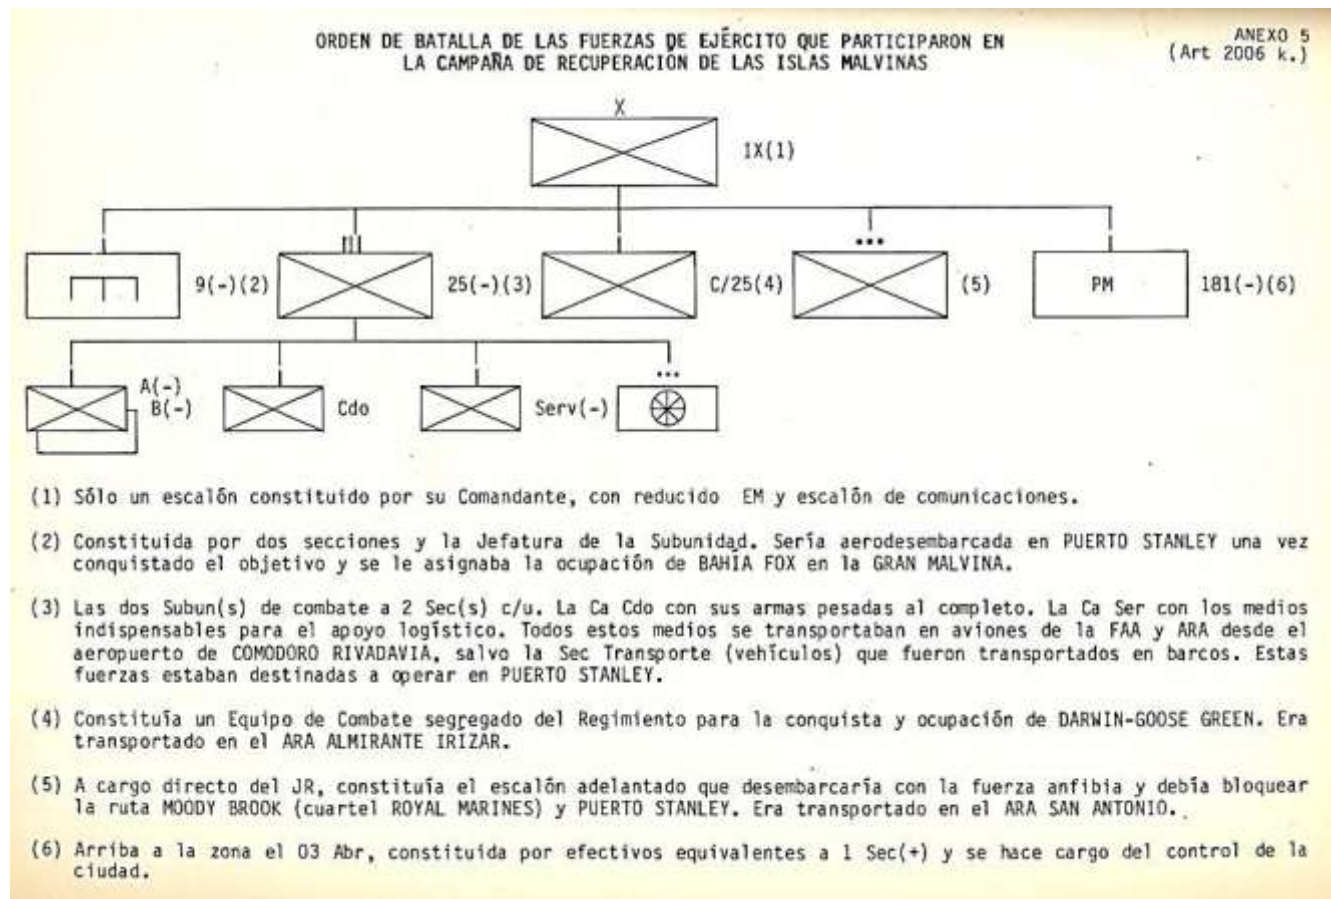 ORDEN DE BATALLA DE LAS FUERZAS DE EJÉRCITO QUE PARTICIPARON EN
LA CAMPAÑA DE RECUPERACIÓN DE LAS ISLAS MALVINAS
ANEXO 5
(Art 2006 k.)
X
IX(1)
9(-)(2)
25(-)(3)
C/25(4)
(5)
PM
181(-)(6)
A(-)
B(-)
Cdo
Serv(-)
(1) Sólo un escalón constituido por su Comandante, con reducido EM y escalón de comunicaciones.
(2) Constituida por dos secciones y la Jefatura de la Subunidad. Sería aerodesembarcada en PUERTO STANLEY una vez
conquistado el objetivo y se le asignaba la ocupación de BAHÍA FOX en la GRAN MALVINA.
(3) Las dos Subun(s) de combate a 2 Sec(s) c/u. La Ca Cdo con sus armas pesadas al completo. La Ca Ser con los medios
indispensables para el apoyo logístico. Todos estos medios se transportaban en aviones de la FAA y ARA desde el
aeropuerto de COMODORO RIVADAVIA, salvo la Sec Transporte (vehículos) que fueron transportados en barcos. Estas
fuerzas estaban destinadas a operar en PUERTO STANLEY.
(4) Constituía un Equipo de Combate segregado del Regimiento para la conquista y ocupación de DARWIN-GOOSE GREEN. Era
transportado en el ARA ALMIRANTE IRIZAR.
(5) A cargo directo del JR, constituía el escalón adelantado que desembarcaría con la fuerza anfibia y debía bloquear
la ruta MOODY BROOK (cuartel ROYAL MARINES) y PUERTO STANLEY. Era transportado en el ARA SAN ANTONIO.
(6) Arriba a la zona el 03 Abr, constituida por efectivos equivalentes a 1 Sec(+) y se hace cargo del control de la
ciudad.